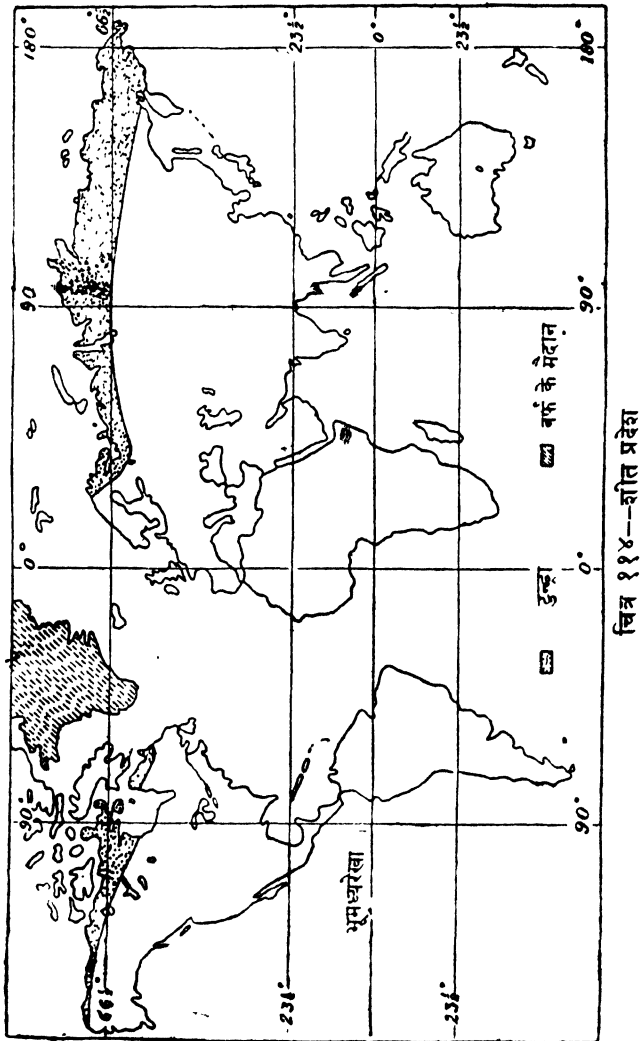 90° 0° 90 180°
66½° 66½
23½° 23½
भूमध्यरेखा 0°
23½° 23½
टुन्ड्रा बर्फ के मैदान
90° 0° 90° 180°
चित्र ११४—शीत प्रदेश